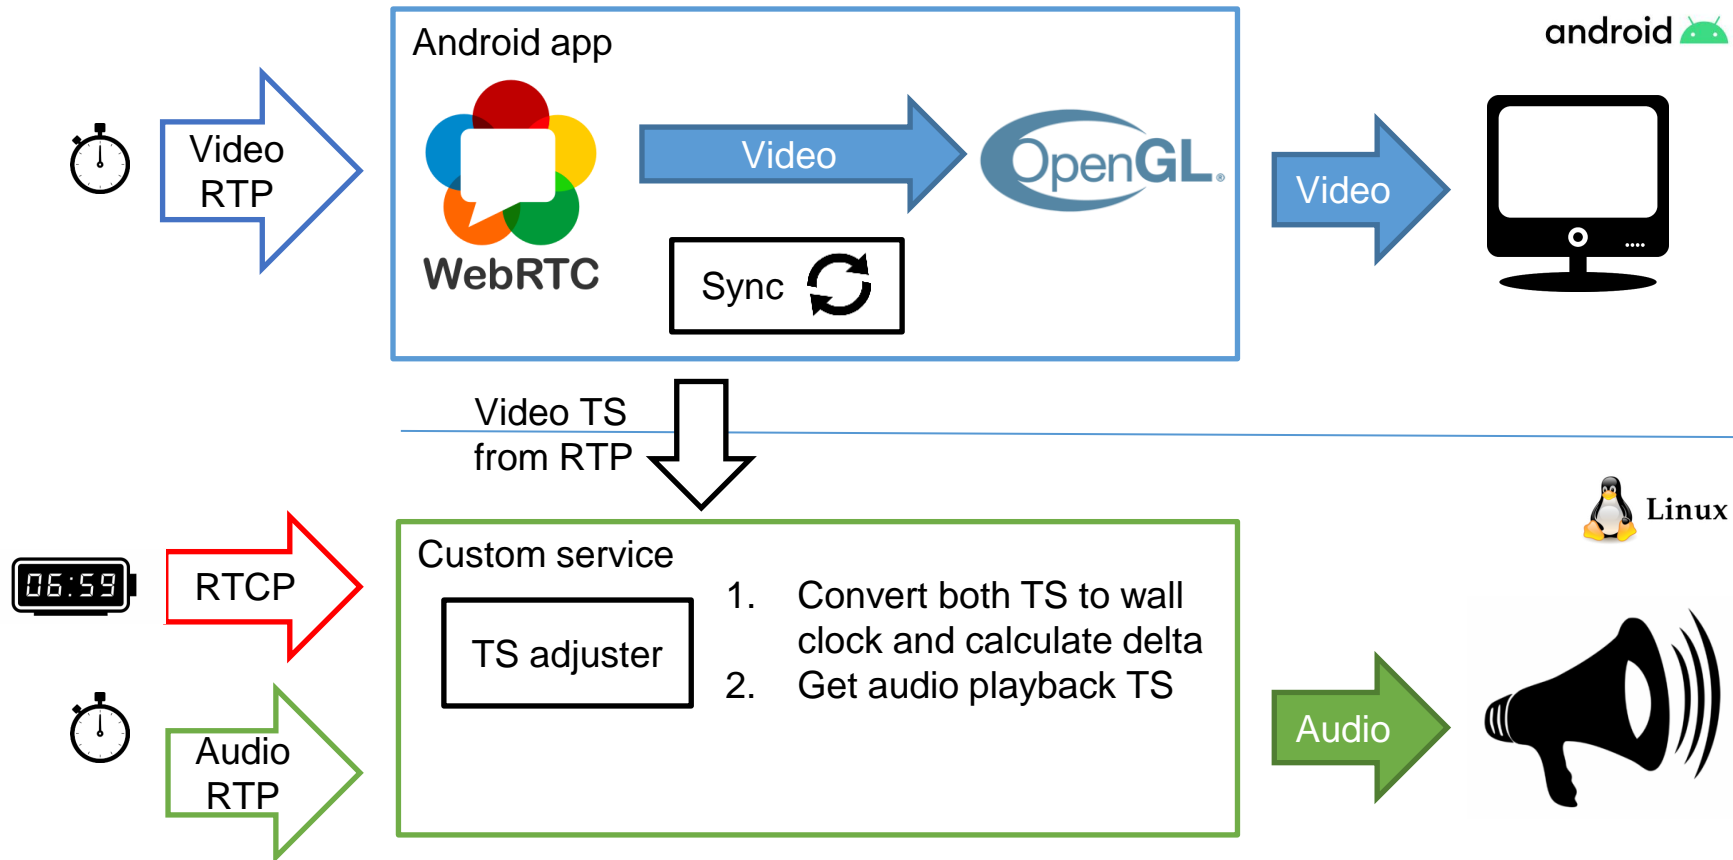 Android app
android
Video
RTP
WebRTC
Video
OpenGL®
Video
Sync
Video TS
from RTP
Linux
06:59
RTCP
Custom service
TS adjuster
1. Convert both TS to wall
clock and calculate delta
2. Get audio playback TS
Audio
RTP
Audio